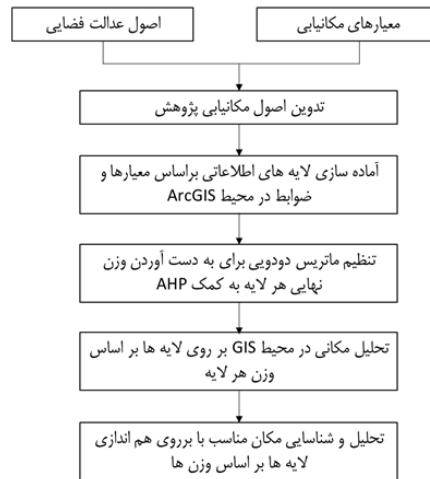 معیارهای مکانیابی
اصول عدالت فضایی
تدوین اصول مکانیابی پژوهش
آماده سازی لایه های اطلاعاتی براساس معیارها و
ضوابط در محیط ArcGIS
تنظیم ماتریس دودویی برای به دست آوردن وزن
نهایی هر لایه به کمک AHP
تحلیل مکانی در محیط GIS بر روی لایه ها بر اساس
وزن هر لایه
تحلیل و شناسایی مکان مناسب با برروی هم اندازی
لایه ها بر اساس وزن ها